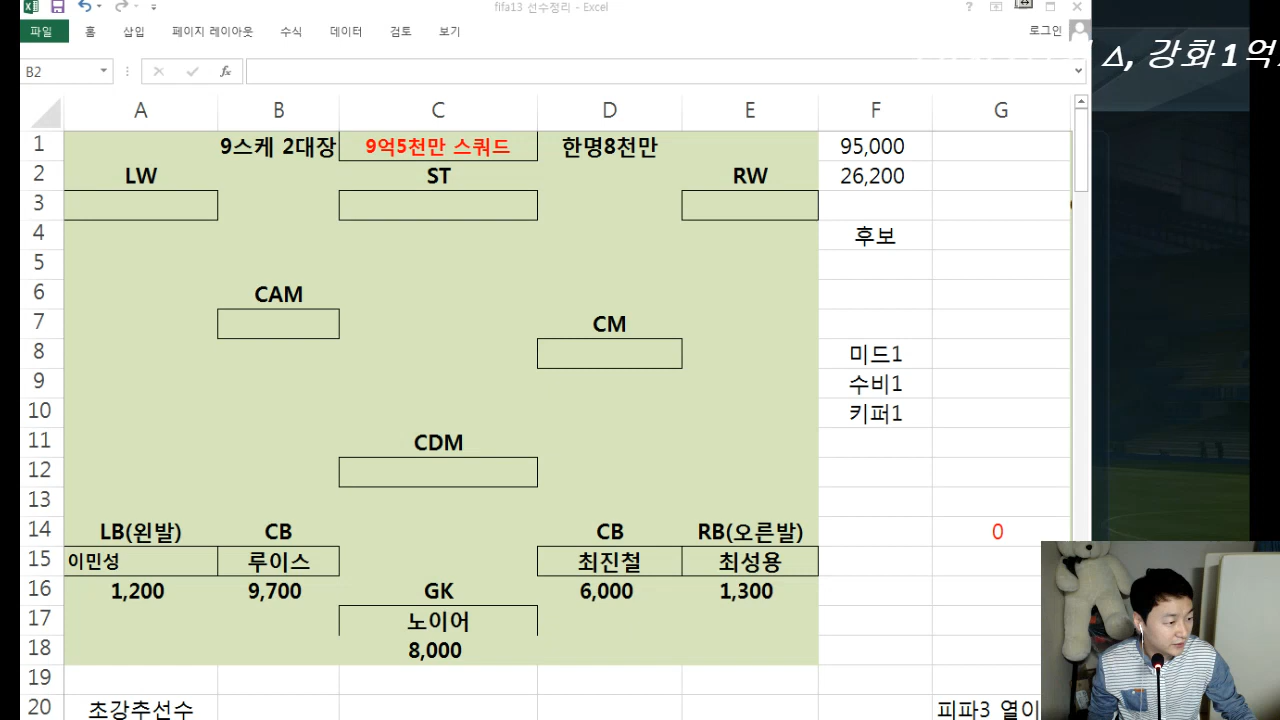 fifa13 선수정리 - Excel
파일 홈 삽입 페이지 레이아웃 수식 데이터 검토 보기 로그인
강화 1억
B2 fx
A B C D E F G
1 9스케 2대장 9억5천만 스쿼드 한명8천만 95,000
2 LW ST RW 26,200
3
4 후보
5
6 CAM
7 CM
8 미드1
9 수비1
10 키퍼1
11 CDM
12
13
14 LB(왼발) CB CB RB(오른발) 0
15 이민성 루이스 최진철 최성용
16 1,200 9,700 GK 6,000 1,300
17 노이어
18 8,000
19
20 초강추선수 피파3 열이